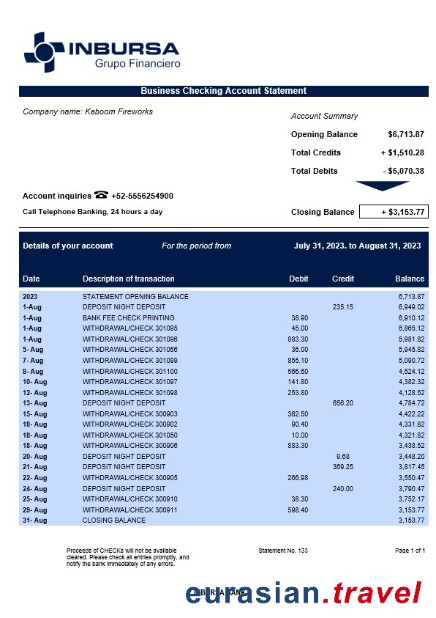 INBURSA
Grupo Financiero
Business Checking Account Statement
Company name: Kaboom Fireworks
Account Summary
Opening Balance $6,713.87
Total Credits + $1,510.28
Total Debits - $5,070.38
Account inquiries ☎ +52-5556254900
Call Telephone Banking, 24 hours a day
Closing Balance + $3,153.77
Details of your account For the period from July 31, 2023. to August 31, 2023
Date Description of transaction Debit Credit Balance
2023 STATEMENT OPENING BALANCE 6,713.87
1-Aug DEPOSIT NIGHT DEPOSIT 235.15 6,949.02
1-Aug BANK FEE CHECK PRINTING 38.90 6,910.12
1-Aug WITHDRAWAL/CHECK 301095 45.00 6,865.12
1-Aug WITHDRAWAL/CHECK 301096 883.30 5,981.82
5- Aug WITHDRAWAL/CHECK 301066 36.00 5,945.82
7- Aug WITHDRAWAL/CHECK 301099 855.10 5,090.72
8- Aug WITHDRAWAL/CHECK 301100 566.60 4,524.12
10- Aug WITHDRAWAL/CHECK 301097 141.80 4,382.32
12- Aug WITHDRAWAL/CHECK 301098 253.80 4,128.52
13- Aug DEPOSIT NIGHT DEPOSIT 656.20 4,784.72
15- Aug WITHDRAWAL/CHECK 300903 362.50 4,422.22
18- Aug WITHDRAWAL/CHECK 300902 90.40 4,331.82
18- Aug WITHDRAWAL/CHECK 301050 10.00 4,321.82
18- Aug WITHDRAWAL/CHECK 300906 883.30 3,438.52
20- Aug DEPOSIT NIGHT DEPOSIT 9.68 3,448.20
21- Aug DEPOSIT NIGHT DEPOSIT 369.25 3,817.45
22- Aug WITHDRAWAL/CHECK 300905 266.98 3,550.47
24- Aug DEPOSIT NIGHT DEPOSIT 240.00 3,790.47
25- Aug WITHDRAWAL/CHECK 300910 38.30 3,752.17
29- Aug WITHDRAWAL/CHECK 300911 598.40 3,153.77
31- Aug CLOSING BALANCE 3,153.77
Proceeds of CHECKs will not be available Statement No. 133 Page 1 of 1
cleared. Please check all entries promptly, and
notify the bank immediately of any errors.
eurasian.travel